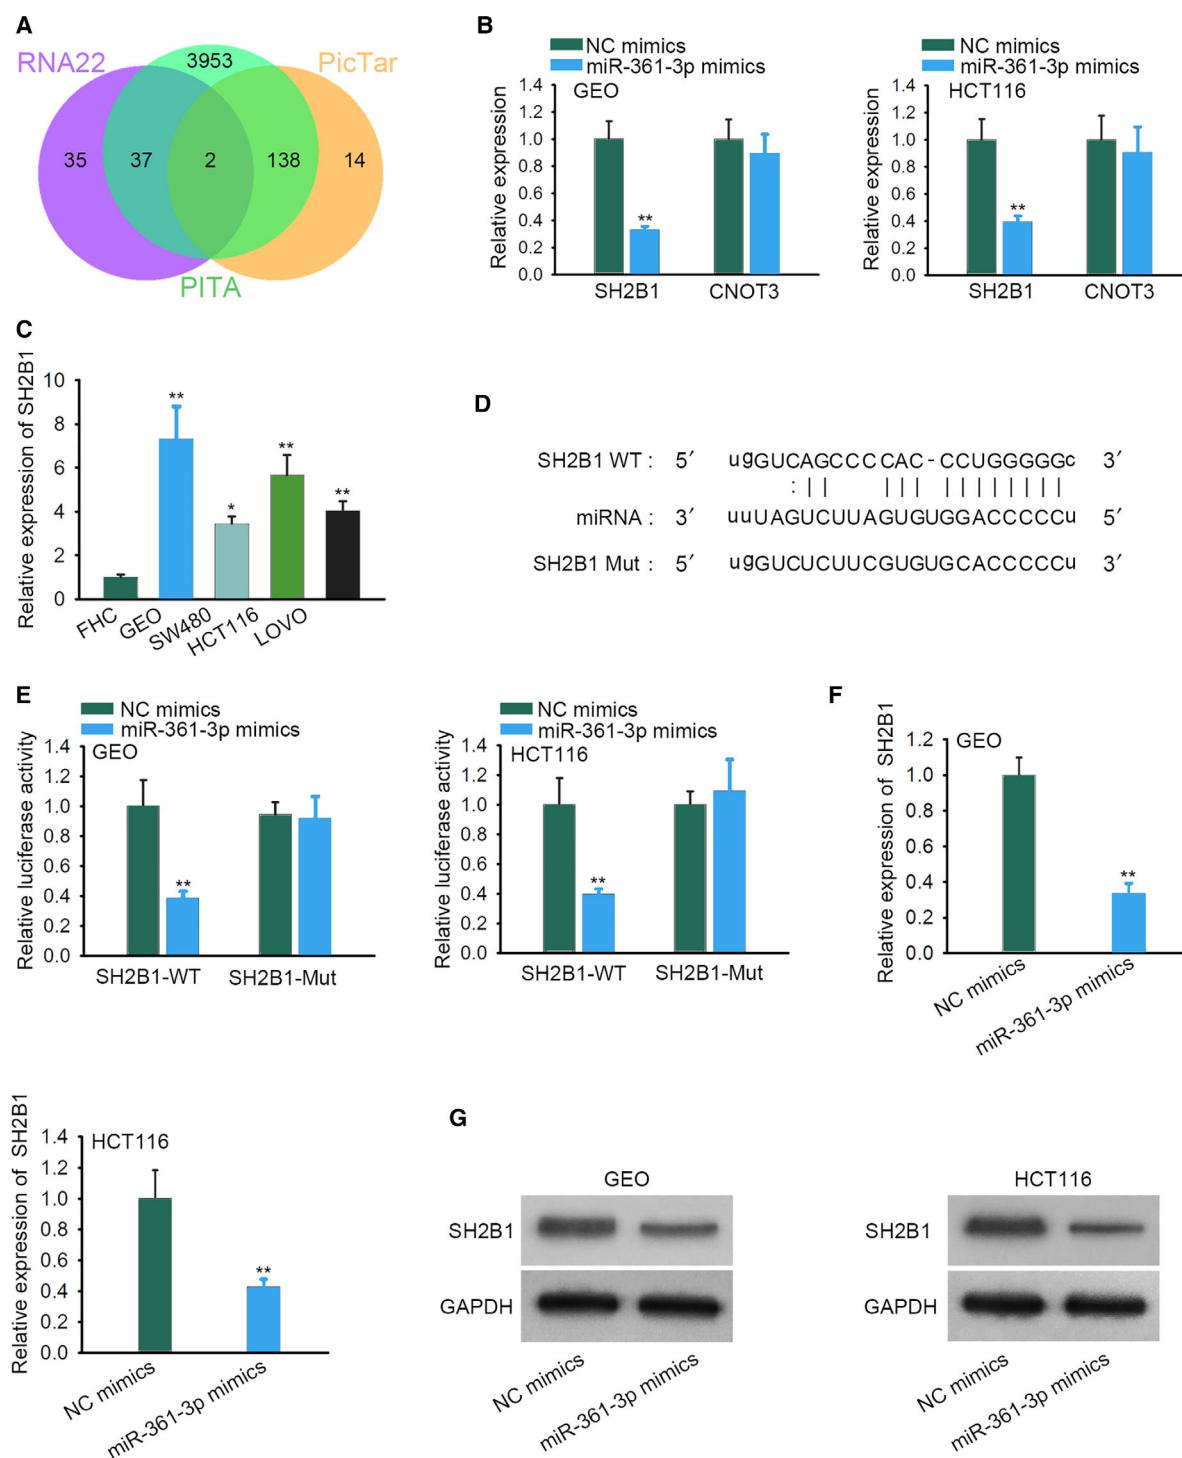 A
RNA22
3953
PicTar
35
37
2
138
14
PITA
B
NC mimics
miR-361-3p mimics
GEO
Relative expression
1.4
1.2
1.0
0.8
0.6
0.4
0.2
0.0
**
SH2B1 CNOT3
NC mimics
miR-361-3p mimics
HCT116
Relative expression
1.4
1.2
1.0
0.8
0.6
0.4
0.2
0.0
**
SH2B1 CNOT3
C
Relative expression of SH2B1
10
8
6
4
2
0
**
*
**
**
FHC
GEO
SW480
HCT116
LOVO
D
SH2B1 WT : 5′ ugGUCAGCCCCAC-CCUGGGGGc 3′
: | | | | | | | | | | | | |
miRNA : 3′ uuUAGUCUUAGUGUGGACCCCCu 5′
SH2B1 Mut : 5′ ugGUCUCUUCGUGUGCACCCCCu 3′
E
NC mimics
miR-361-3p mimics
GEO
Relative luciferase activity
1.4
1.2
1.0
0.8
0.6
0.4
0.2
0.0
**
SH2B1-WT SH2B1-Mut
NC mimics
miR-361-3p mimics
HCT116
Relative luciferase activity
1.4
1.2
1.0
0.8
0.6
0.4
0.2
0.0
**
SH2B1-WT SH2B1-Mut
F
GEO
Relative expression of SH2B1
1.2
1.0
0.8
0.6
0.4
0.2
0.0
**
NC mimics
miR-361-3p mimics
HCT116
Relative expression of SH2B1
1.4
1.2
1.0
0.8
0.6
0.4
0.2
0.0
**
NC mimics
miR-361-3p mimics
G
GEO
SH2B1
GAPDH
NC mimics
miR-361-3p mimics
HCT116
SH2B1
GAPDH
NC mimics
miR-361-3p mimics